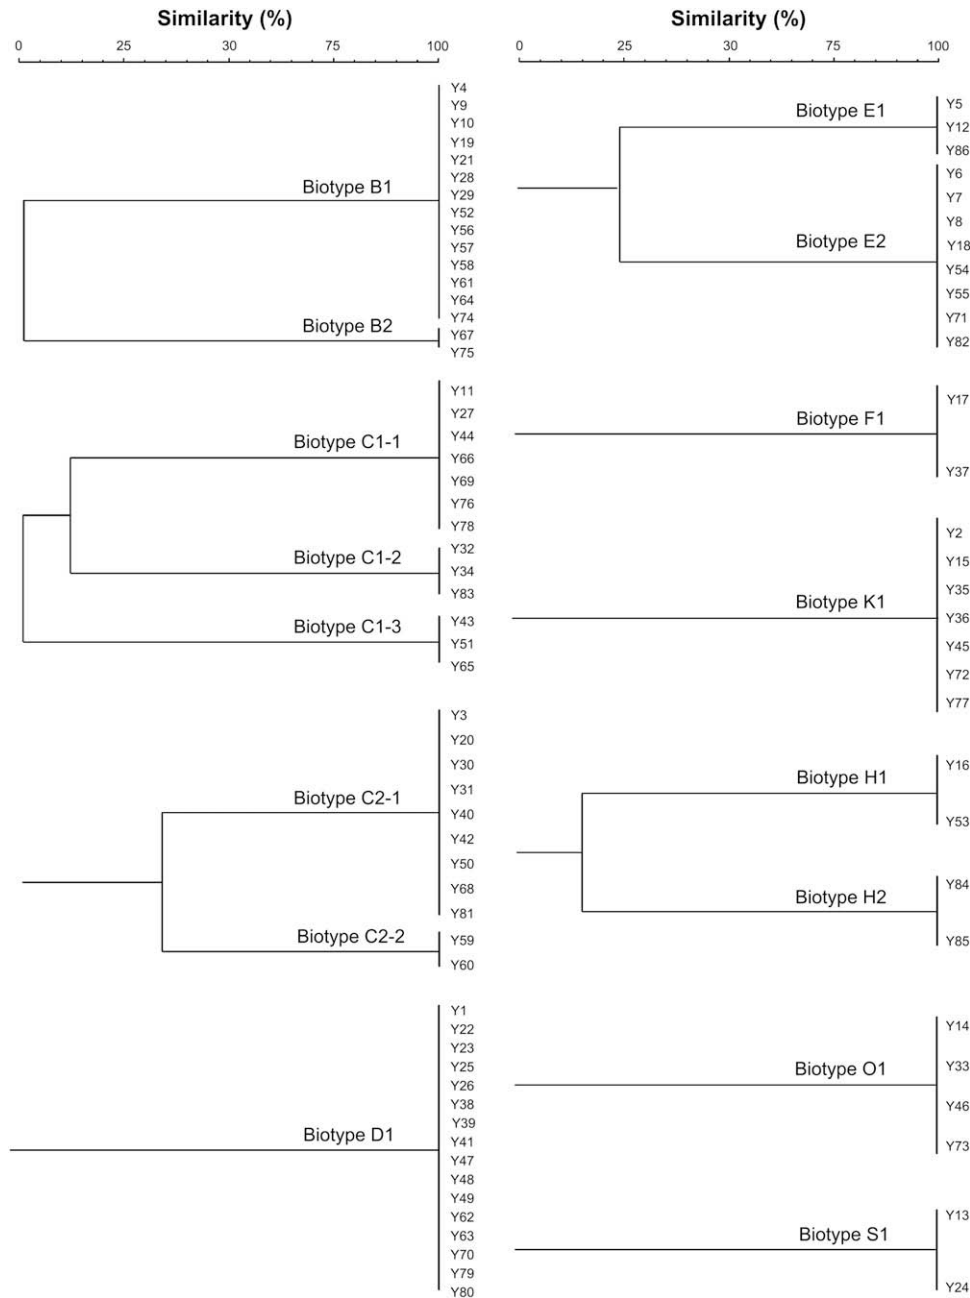 Similarity (%)
0 25 30 75 100
Y4
Y9
Y10
Y19
Y21
Y28
Biotype B1
Y29
Y52
Y56
Y57
Y58
Y61
Y64
Y74
Biotype B2
Y67
Y75
Y11
Y27
Y44
Biotype C1-1
Y66
Y69
Y76
Y78
Y32
Biotype C1-2
Y34
Y83
Y43
Biotype C1-3
Y51
Y65
Y3
Y20
Y30
Y31
Biotype C2-1
Y40
Y42
Y50
Y68
Y81
Biotype C2-2
Y59
Y60
Y1
Y22
Y23
Y25
Y26
Y38
Y39
Biotype D1
Y41
Y47
Y48
Y49
Y62
Y63
Y70
Y79
Y80
Similarity (%)
0 25 30 75 100
Y5
Biotype E1
Y12
Y86
Y6
Y7
Y8
Biotype E2
Y18
Y54
Y55
Y71
Y82
Y17
Biotype F1
Y37
Y2
Y15
Y35
Biotype K1
Y36
Y45
Y72
Y77
Y16
Biotype H1
Y53
Y84
Biotype H2
Y85
Y14
Y33
Biotype O1
Y46
Y73
Y13
Biotype S1
Y24